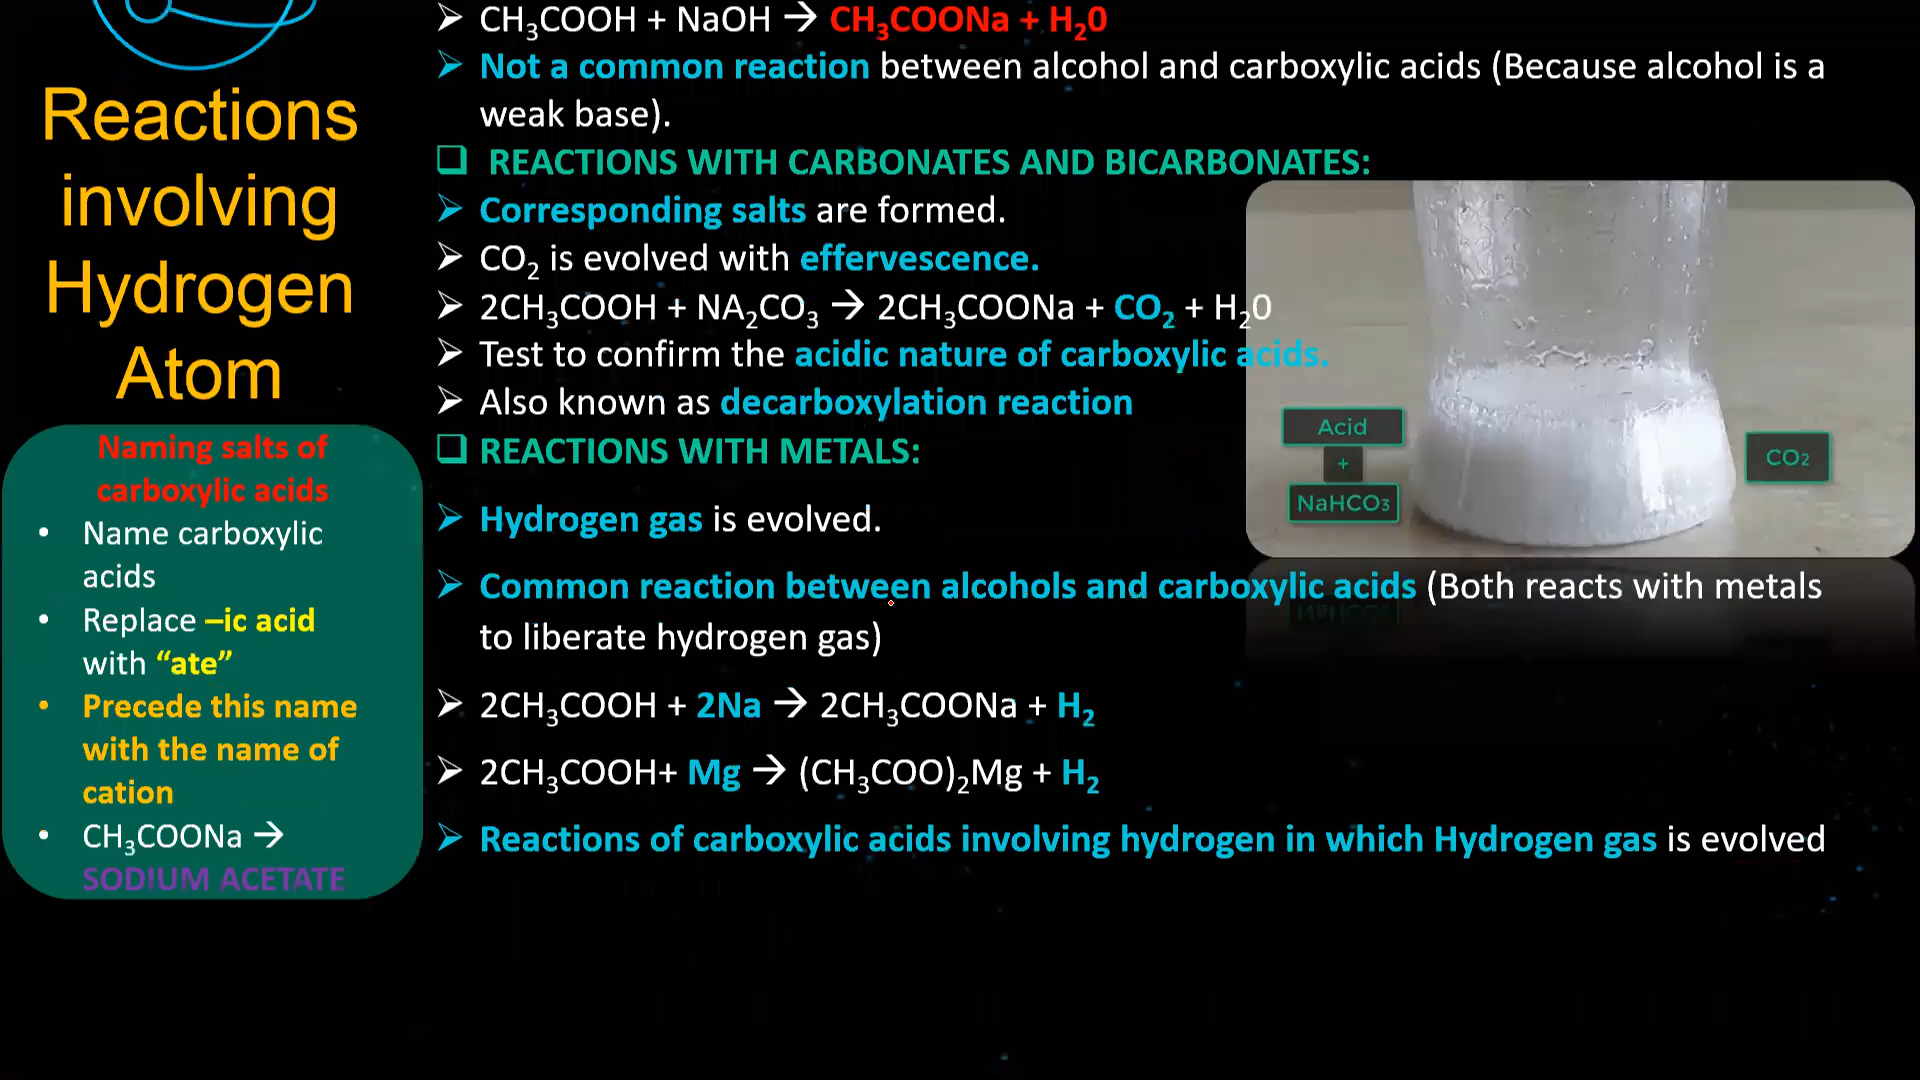 Reactions
involving
Hydrogen
Atom
Naming salts of
carboxylic acids
• Name carboxylic
acids
• Replace –ic acid
with “ate”
• Precede this name
with the name of
cation
• CH₃COONa →
SODIUM ACETATE
➢ CH₃COOH + NaOH → CH₃COONa + H₂0
➢ Not a common reaction between alcohol and carboxylic acids (Because alcohol is a
weak base).
❑ REACTIONS WITH CARBONATES AND BICARBONATES:
➢ Corresponding salts are formed.
➢ CO₂ is evolved with effervescence.
➢ 2CH₃COOH + NA₂CO₃ → 2CH₃COONa + CO₂ + H₂0
➢ Test to confirm the acidic nature of carboxylic acids.
➢ Also known as decarboxylation reaction
❑ REACTIONS WITH METALS:
➢ Hydrogen gas is evolved.
➢ Common reaction between alcohols and carboxylic acids (Both reacts with metals
to liberate hydrogen gas)
➢ 2CH₃COOH + 2Na → 2CH₃COONa + H₂
➢ 2CH₃COOH+ Mg → (CH₃COO)₂Mg + H₂
➢ Reactions of carboxylic acids involving hydrogen in which Hydrogen gas is evolved
Acid
+
NaHCO₃
CO₂